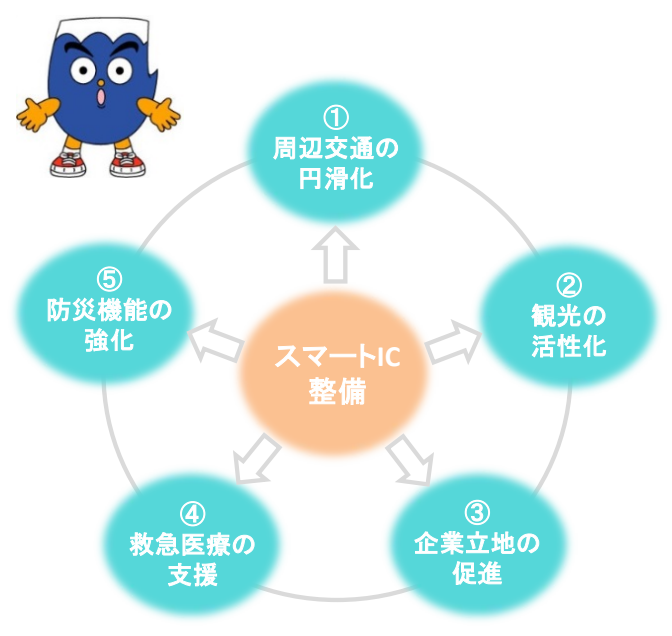 ①
周辺交通の
円滑化
②
観光の
活性化
③
企業立地の
促進
④
救急医療の
支援
⑤
防災機能の
強化
スマートIC
整備